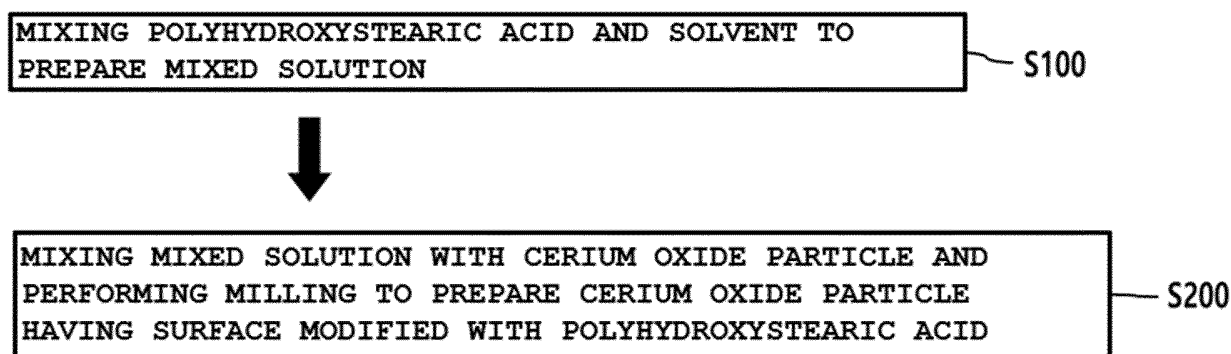 MIXING POLYHYDROXYSTEARIC ACID AND SOLVENT TO
PREPARE MIXED SOLUTION
S100
MIXING MIXED SOLUTION WITH CERIUM OXIDE PARTICLE AND
PERFORMING MILLING TO PREPARE CERIUM OXIDE PARTICLE
HAVING SURFACE MODIFIED WITH POLYHYDROXYSTEARIC ACID
S200